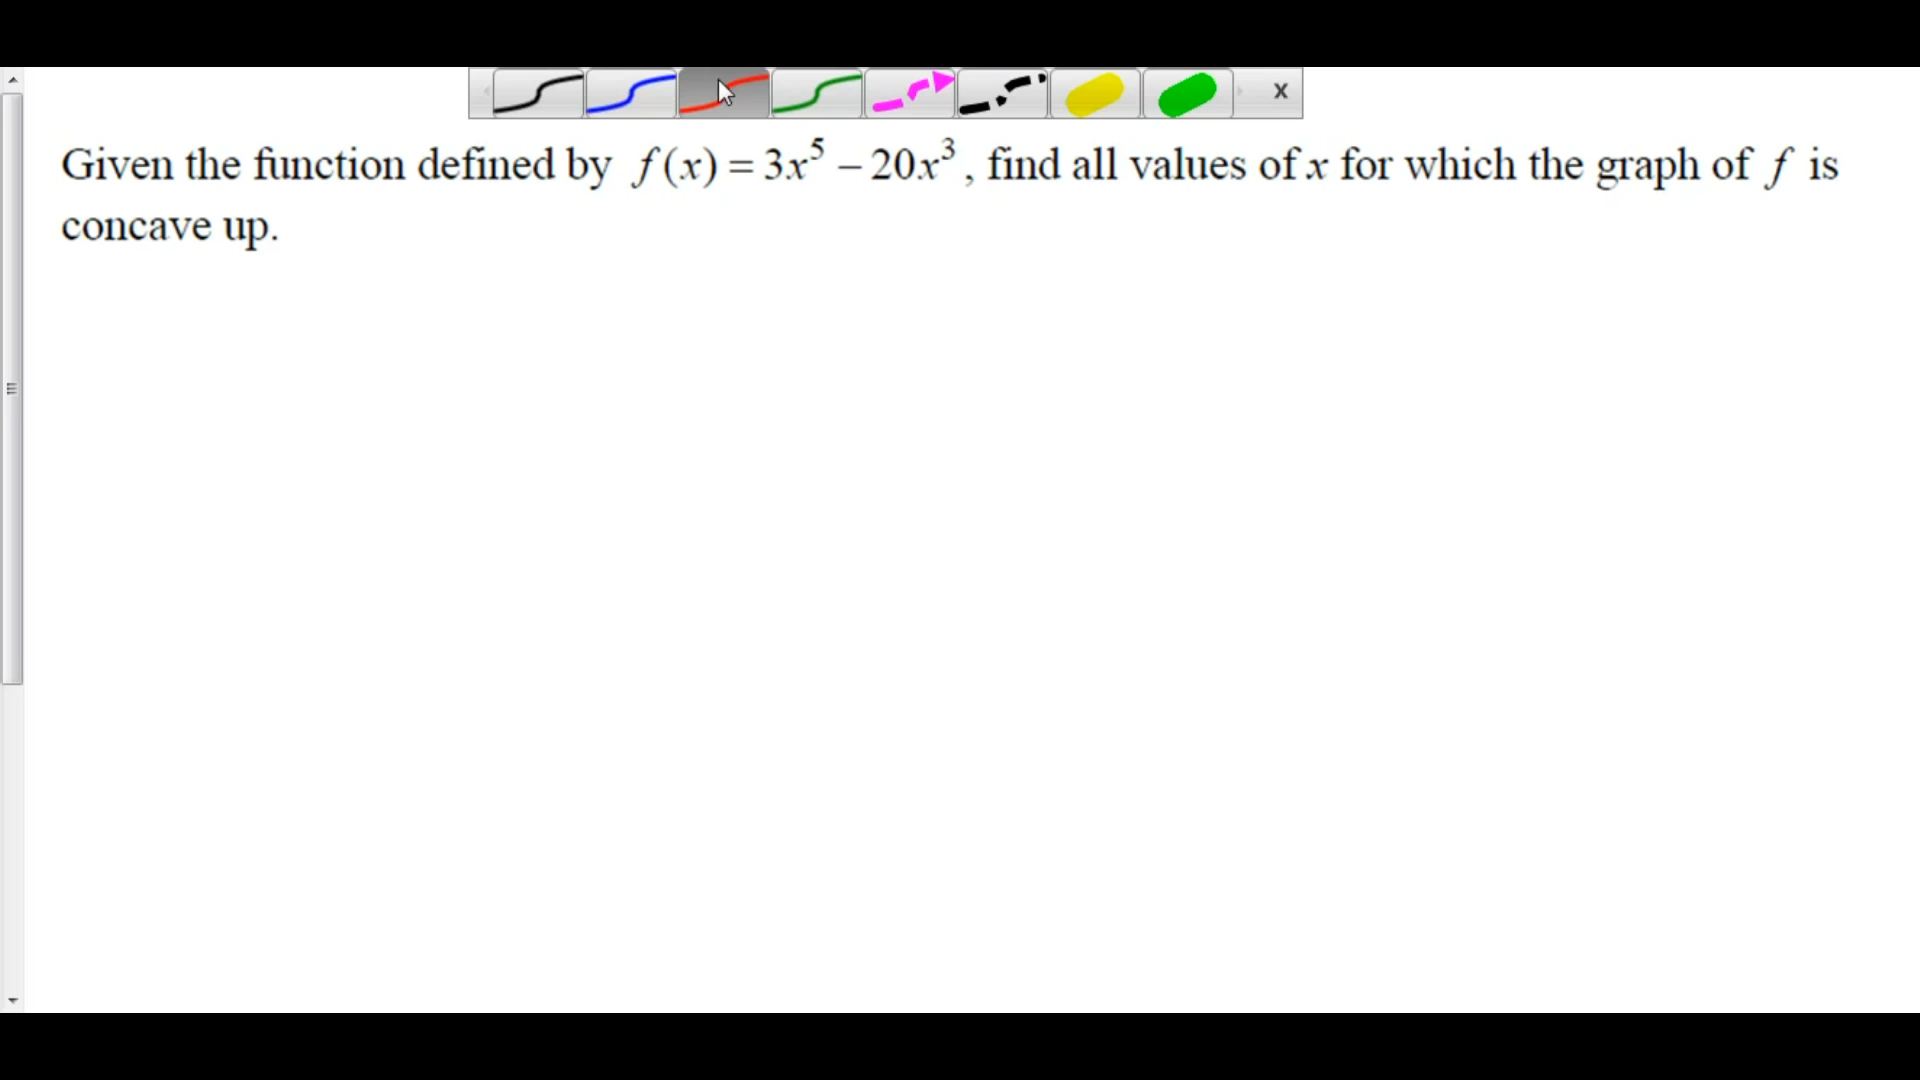 x
Given the function defined by f(x) = 3x⁵ − 20x³, find all values of x for which the graph of f is
concave up.